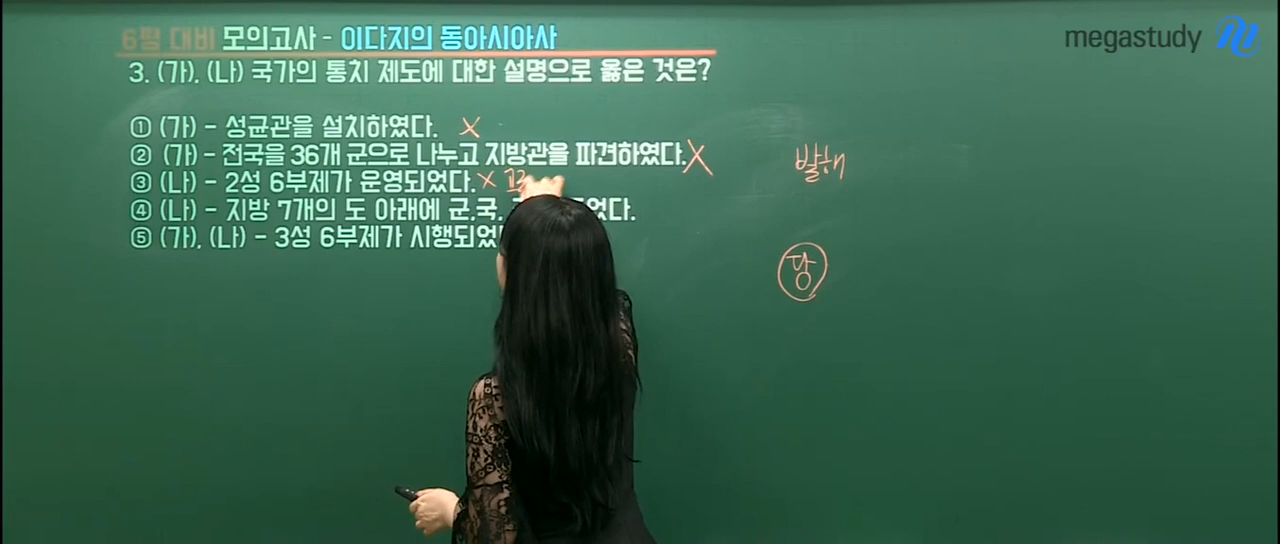 6평 대비 모의고사 - 이다지의 동아시아사
megastudy
3. (가), (나) 국가의 통치 제도에 대한 설명으로 옳은 것은?
① (가) - 성균관을 설치하였다. X
② (가) - 전국을 36개 군으로 나누고 지방관을 파견하였다. X
발해
③ (나) - 2성 6부제가 운영되었다. X
④ (나) - 지방 7개의 도 아래에 군,국,
⑤ (가), (나) - 3성 6부제가 시행되었
당